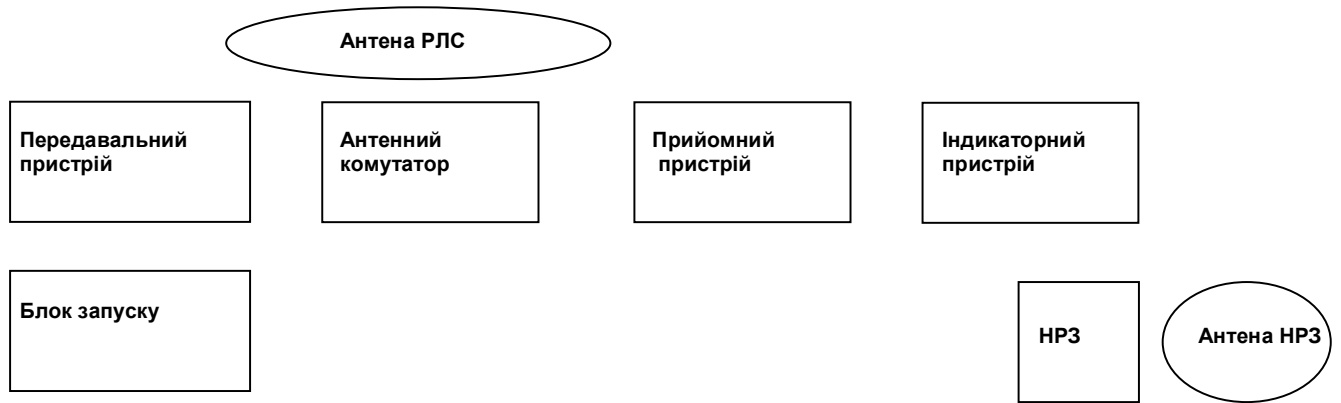 Антена РЛС
Передавальний
пристрій
Антенний
комутатор
Прийомний
пристрій
Індикаторний
пристрій
Блок запуску
НРЗ
Антена НРЗ